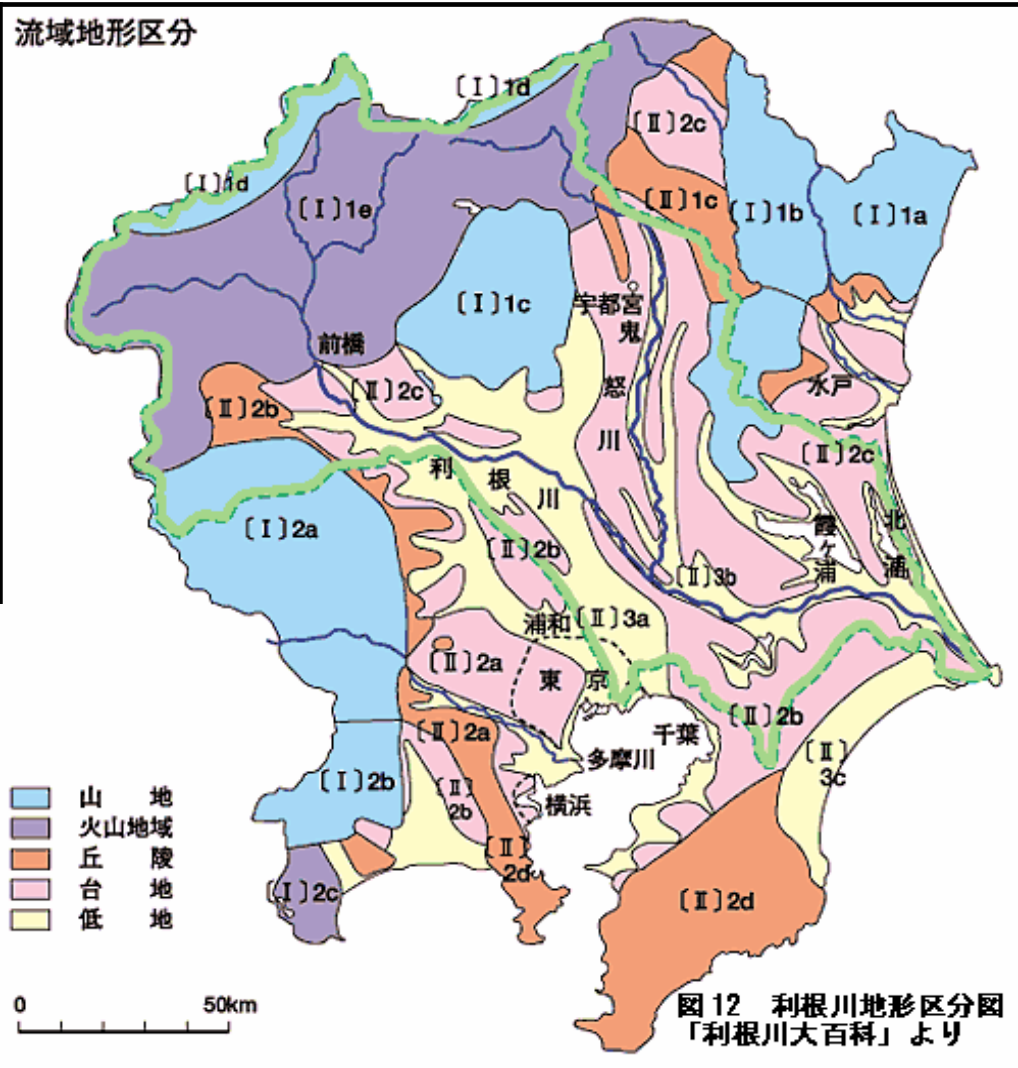 流域地形区分
〔Ⅰ〕1d
〔Ⅱ〕2c
〔Ⅰ〕1d
〔Ⅰ〕1e
〔Ⅱ〕1c
〔Ⅰ〕1b
〔Ⅰ〕1a
〔Ⅰ〕1c
宇都宮
鬼怒川
前橋
〔Ⅱ〕2c
水戸
〔Ⅱ〕2b
〔Ⅱ〕2c
利根川
〔Ⅰ〕2a
霞ヶ浦
北浦
〔Ⅱ〕2b
〔Ⅱ〕3b
浦和
〔Ⅱ〕3a
〔Ⅱ〕2a
東京
〔Ⅱ〕2b
〔Ⅱ〕2a
千葉
多摩川
〔Ⅱ〕3c
〔Ⅰ〕2b
〔Ⅱ〕2b
横浜
〔Ⅱ〕2d
〔Ⅰ〕2c
〔Ⅱ〕2d
山地
火山地域
丘陵
台地
低地
0 50km
図12 利根川地形区分図
「利根川大百科」より